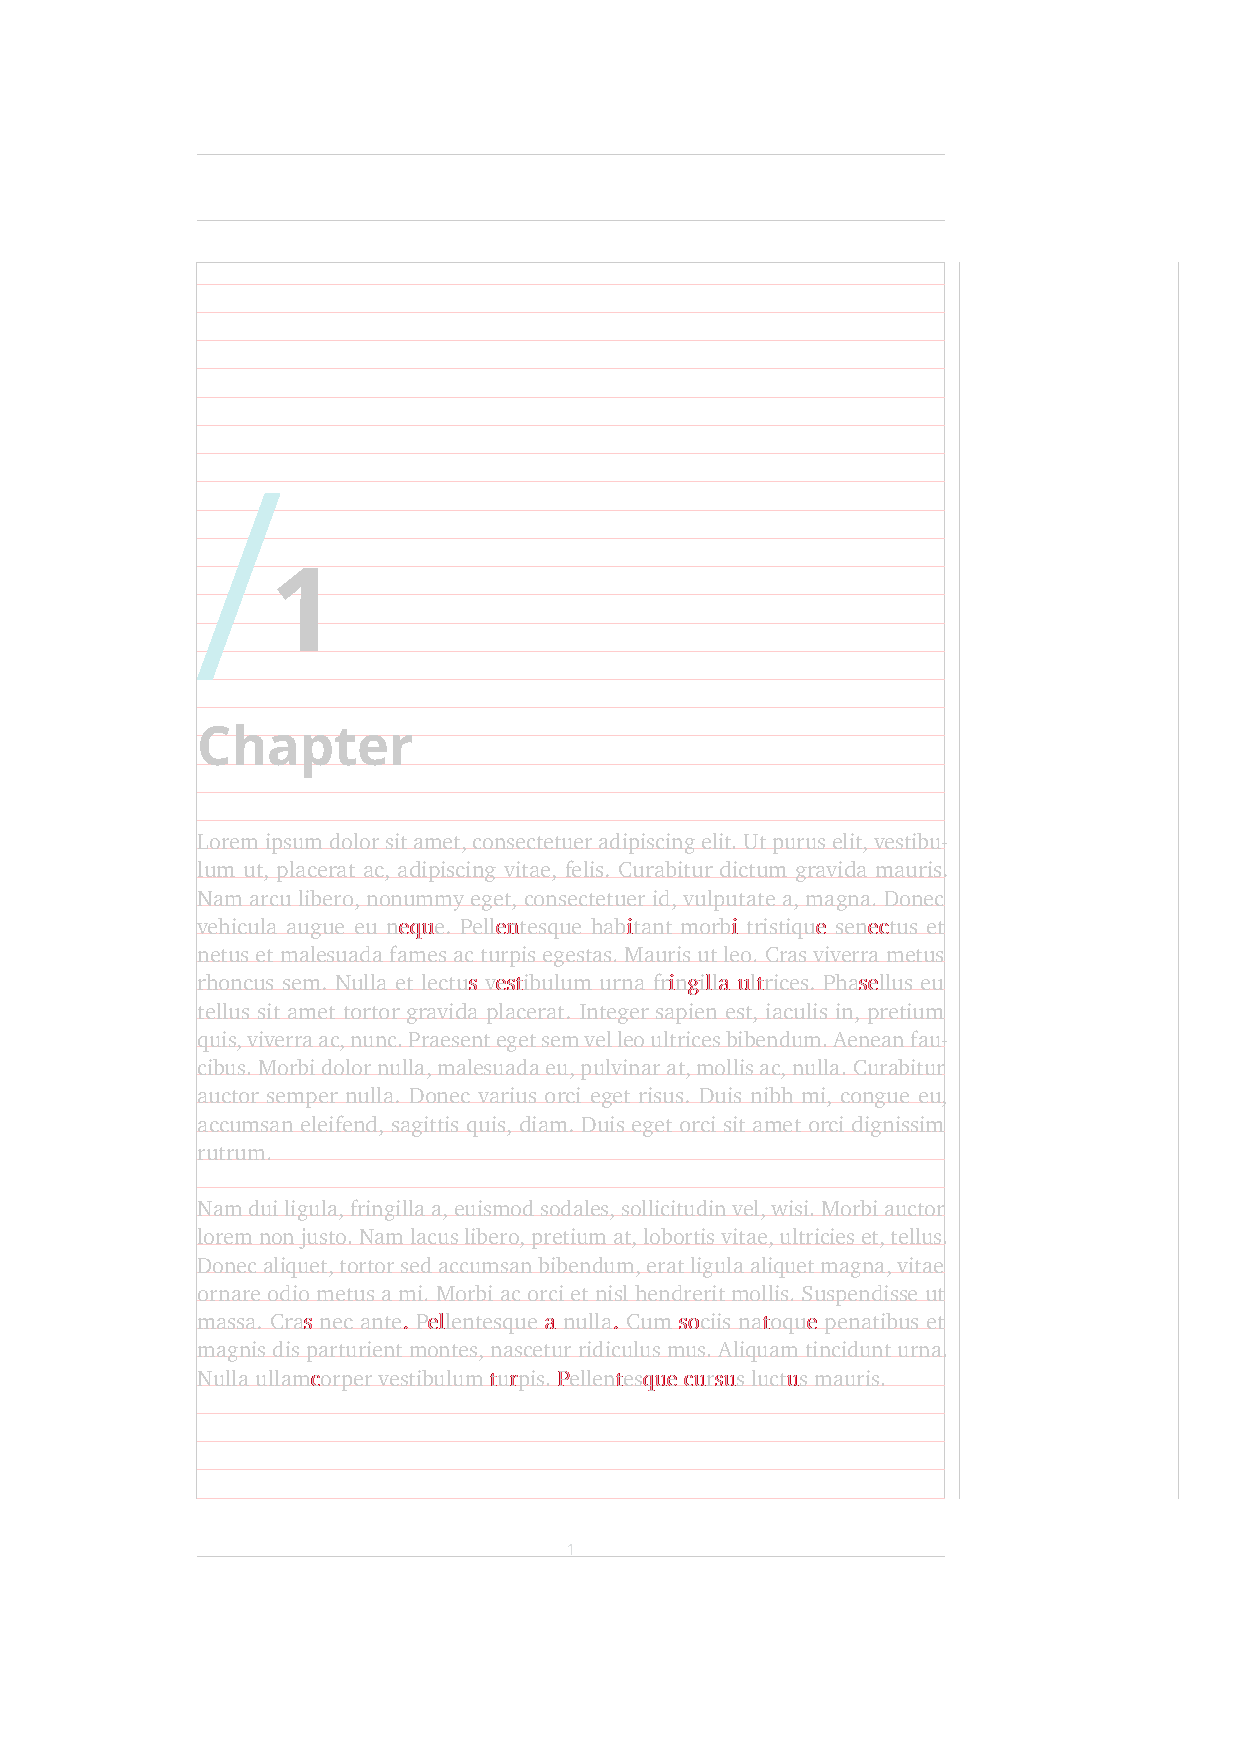 /1
Chapter
Lorem ipsum dolor sit amet, consectetuer adipiscing elit. Ut purus elit, vestibu-
lum ut, placerat ac, adipiscing vitae, felis. Curabitur dictum gravida mauris.
Nam arcu libero, nonummy eget, consectetuer id, vulputate a, magna. Donec
vehicula augue eu neque. Pellentesque habitant morbi tristique senectus et
netus et malesuada fames ac turpis egestas. Mauris ut leo. Cras viverra metus
rhoncus sem. Nulla et lectus vestibulum urna fringilla ultrices. Phasellus eu
tellus sit amet tortor gravida placerat. Integer sapien est, iaculis in, pretium
quis, viverra ac, nunc. Praesent eget sem vel leo ultrices bibendum. Aenean fau-
cibus. Morbi dolor nulla, malesuada eu, pulvinar at, mollis ac, nulla. Curabitur
auctor semper nulla. Donec varius orci eget risus. Duis nibh mi, congue eu,
accumsan eleifend, sagittis quis, diam. Duis eget orci sit amet orci dignissim
rutrum.
Nam dui ligula, fringilla a, euismod sodales, sollicitudin vel, wisi. Morbi auctor
lorem non justo. Nam lacus libero, pretium at, lobortis vitae, ultricies et, tellus.
Donec aliquet, tortor sed accumsan bibendum, erat ligula aliquet magna, vitae
ornare odio metus a mi. Morbi ac orci et nisl hendrerit mollis. Suspendisse ut
massa. Cras nec ante. Pellentesque a nulla. Cum sociis natoque penatibus et
magnis dis parturient montes, nascetur ridiculus mus. Aliquam tincidunt urna.
Nulla ullamcorper vestibulum turpis. Pellentesque cursus luctus mauris.
1